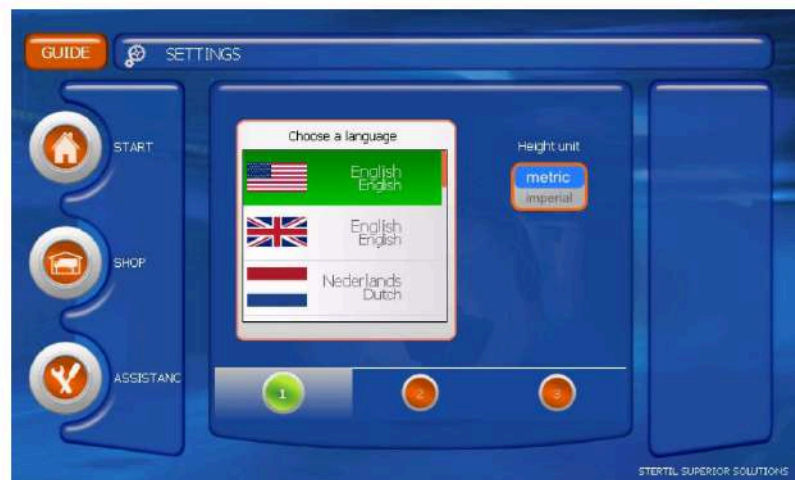 GUIDE
SETTINGS
START
SHOP
ASSISTANC
Choose a language
English
English
English
English
Nederlands
Dutch
Height unit
metric
imperial
1
2
3
STERTIL SUPERIOR SOLUTIONS